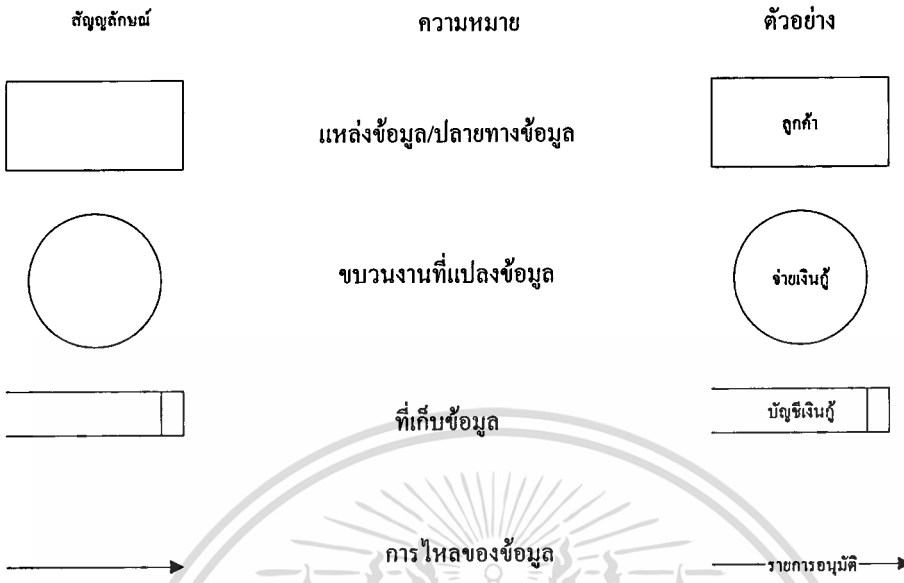 สัญญลักษณ์ ความหมาย ตัวอย่าง
แหล่งข้อมูล/ปลายทางข้อมูล ลูกค้า
ขบวนงานที่แปลงข้อมูล จ่ายเงินกู้
ที่เก็บข้อมูล บัญชีเงินกู้
การไหลของข้อมูล รายการอนุมัติ